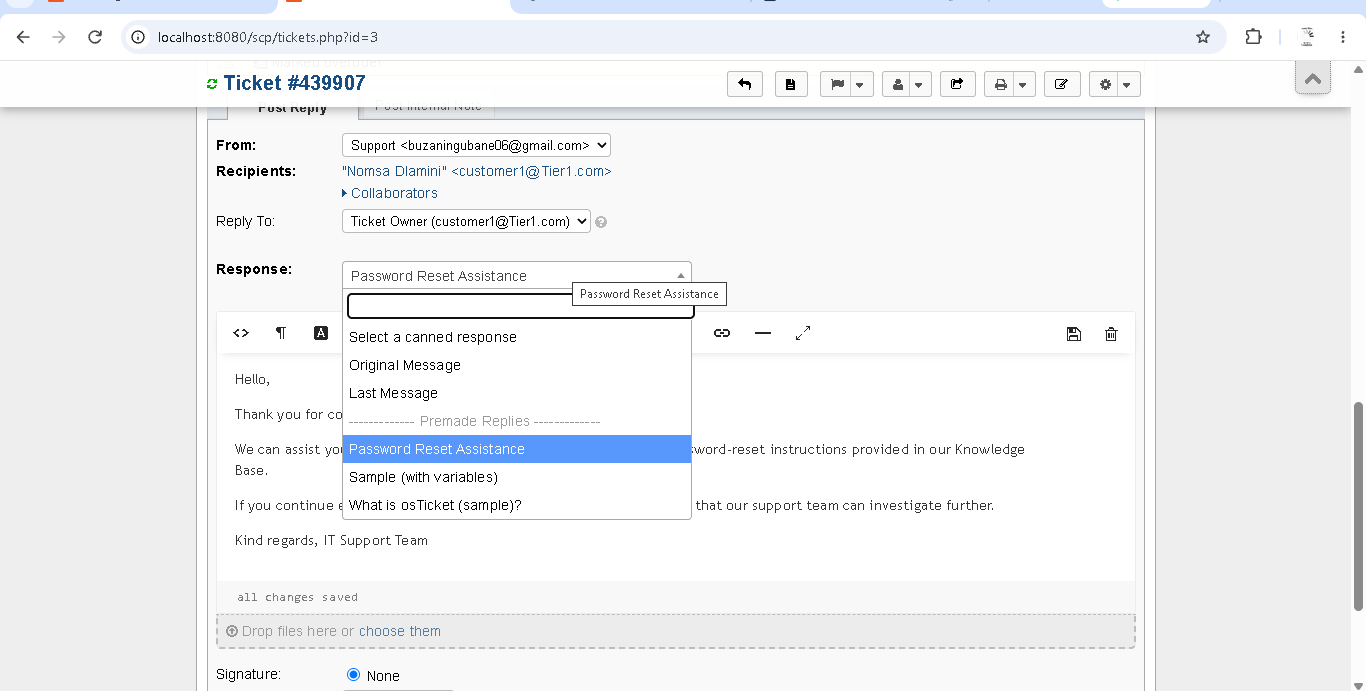 localhost:8080/scp/tickets.php?id=3
Marked overdue
Ticket #439907
Post Reply
Post Internal Note
From:
Support <buzaningubane06@gmail.com>
Recipients:
"Nomsa Dlamini" <customer1@Tier1.com>
Collaborators
Reply To:
Ticket Owner (customer1@Tier1.com)
Response:
Password Reset Assistance
Password Reset Assistance
Select a canned response
Original Message
Last Message
------------- Premade Replies -------------
Password Reset Assistance
Sample (with variables)
What is osTicket (sample)?
Hello,
Thank you for co
We can assist you sword-reset instructions provided in our Knowledge
Base.
If you continue e that our support team can investigate further.
Kind regards, IT Support Team
all changes saved
Drop files here or choose them
Signature:
None